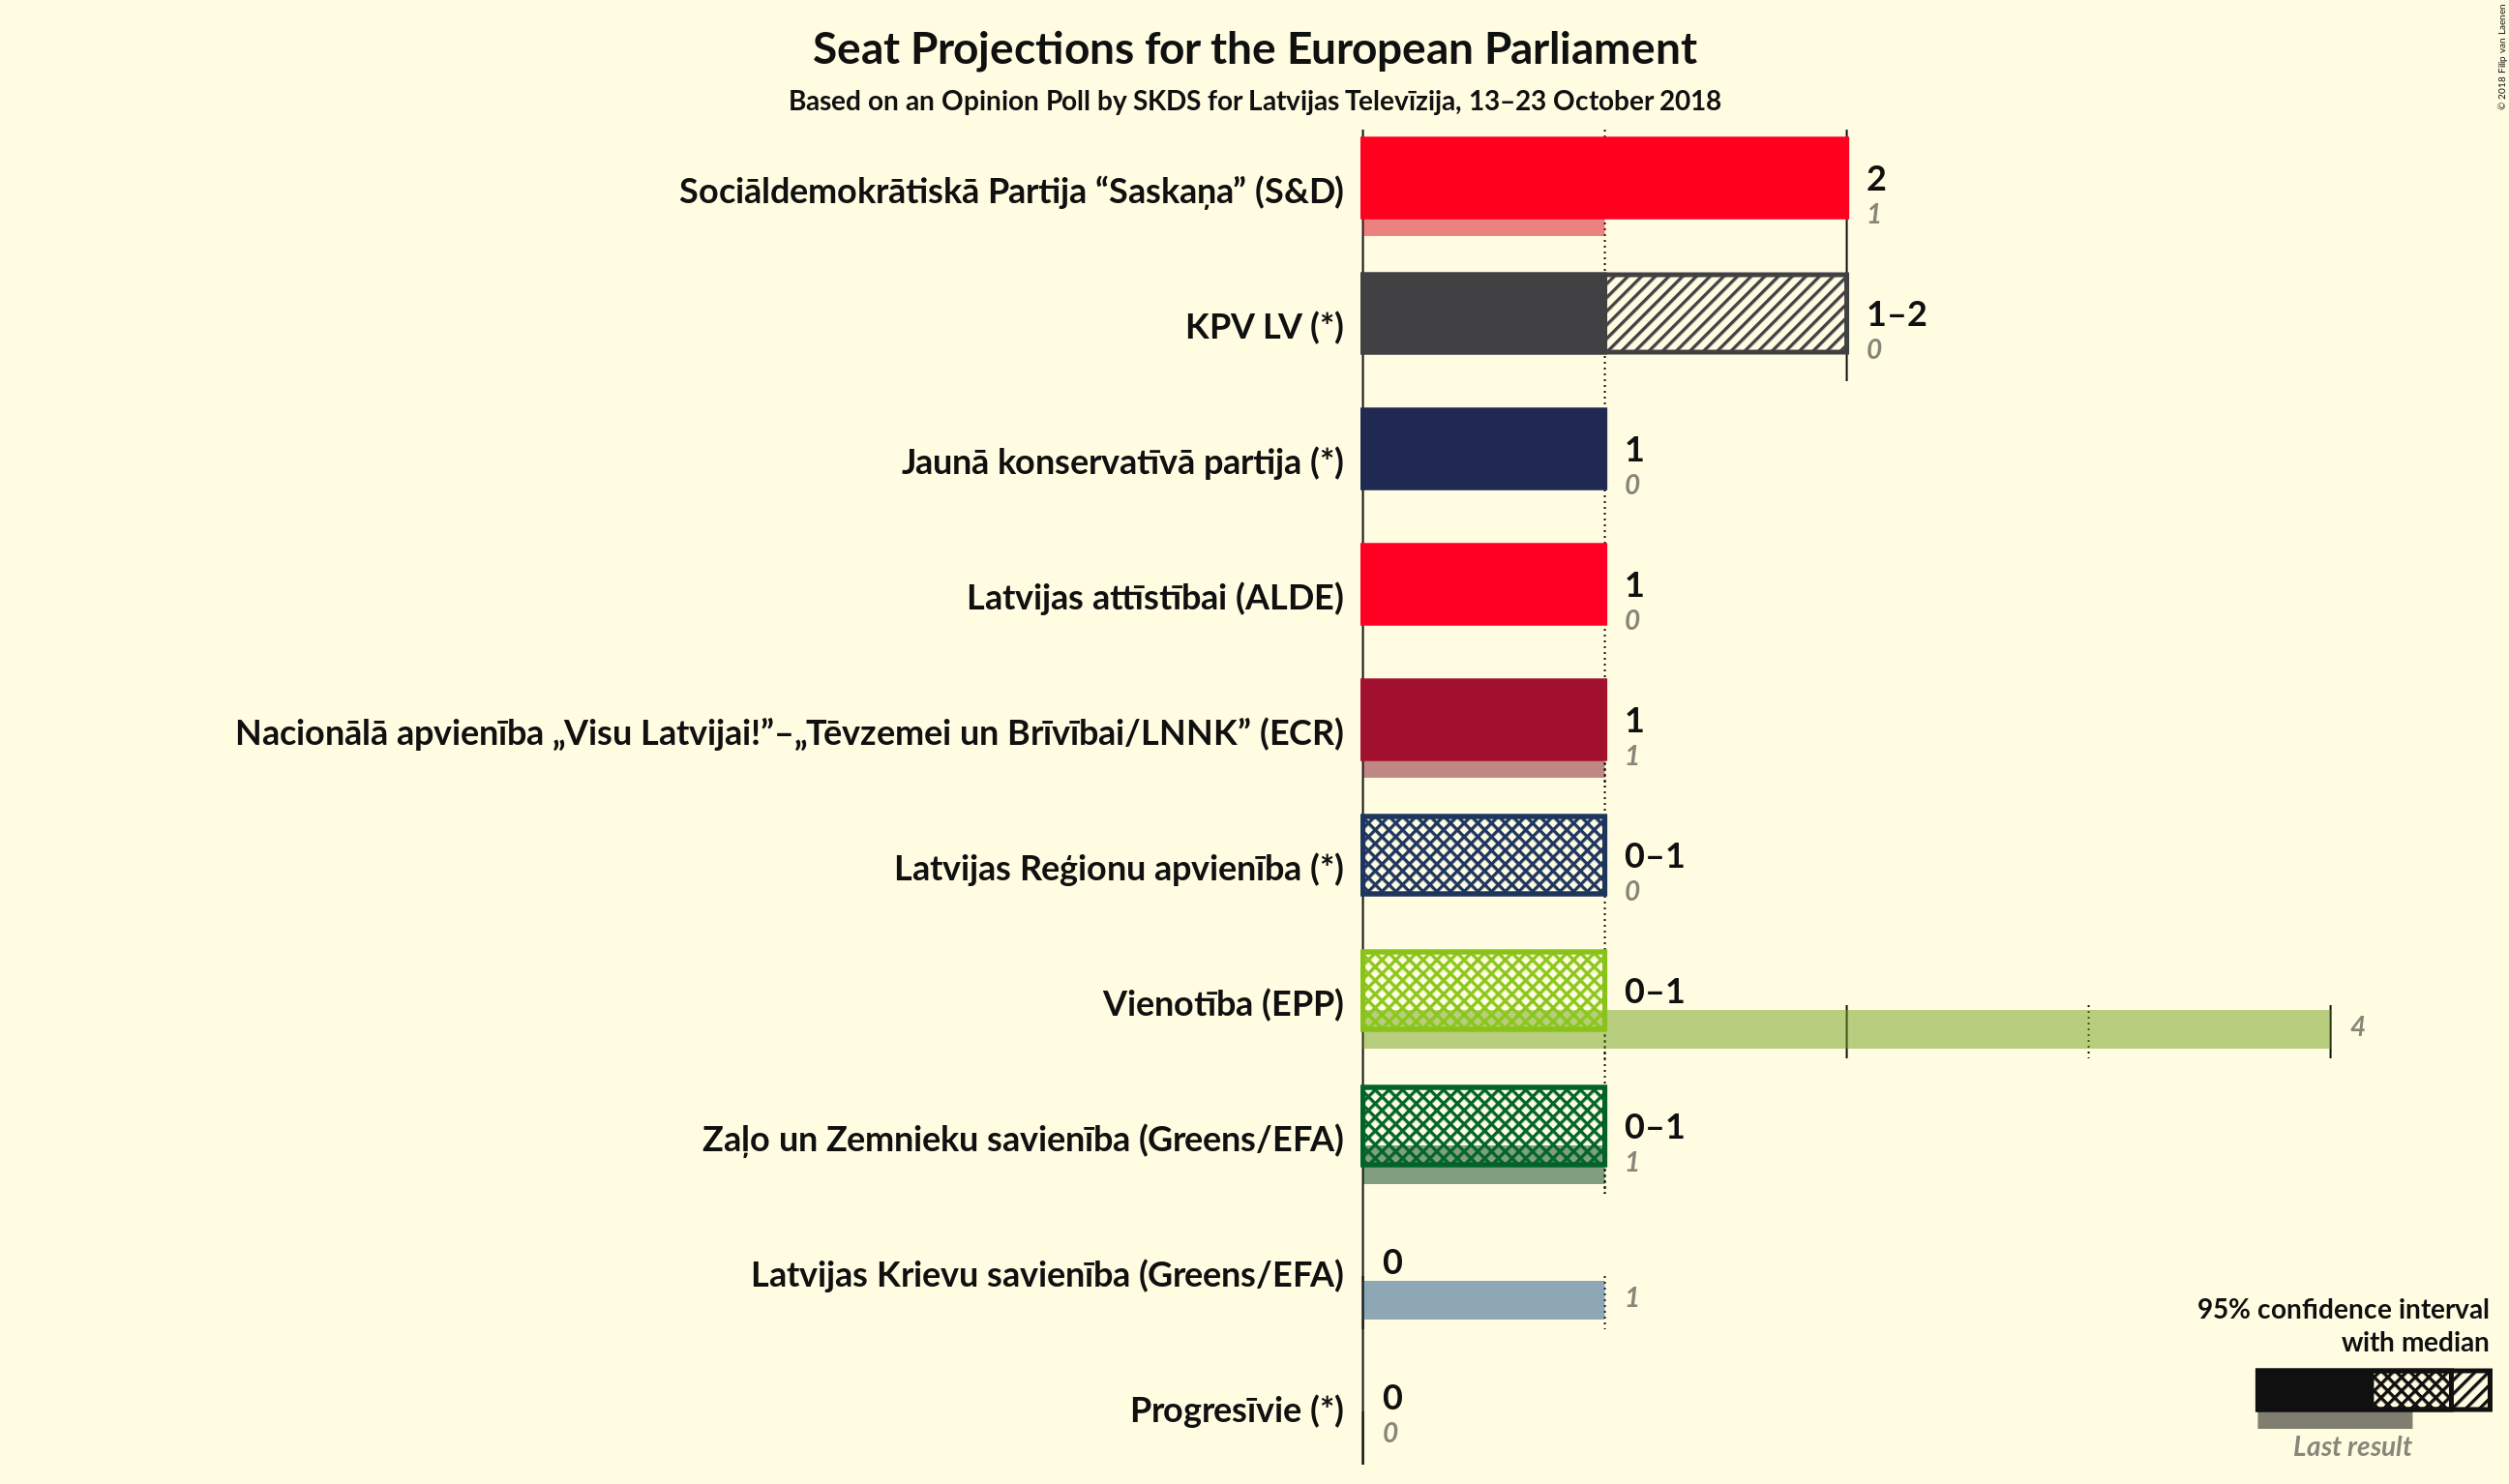 Seat Projections for the European Parliament
Based on an Opinion Poll by SKDS for Latvijas Televīzija, 13–23 October 2018
© 2018 Filip van Laenen
Sociāldemokrātiskā Partija “Saskaņa” (S&D)
2
1
KPV LV (*)
1–2
0
Jaunā konservatīvā partija (*)
1
0
Latvijas attīstībai (ALDE)
1
0
Nacionālā apvienība „Visu Latvijai!”–„Tēvzemei un Brīvībai/LNNK” (ECR)
1
1
Latvijas Reģionu apvienība (*)
0–1
0
Vienotība (EPP)
0–1
4
Zaļo un Zemnieku savienība (Greens/EFA)
0–1
1
Latvijas Krievu savienība (Greens/EFA)
0
1
Progresīvie (*)
0
0
95% confidence interval
with median
Last result